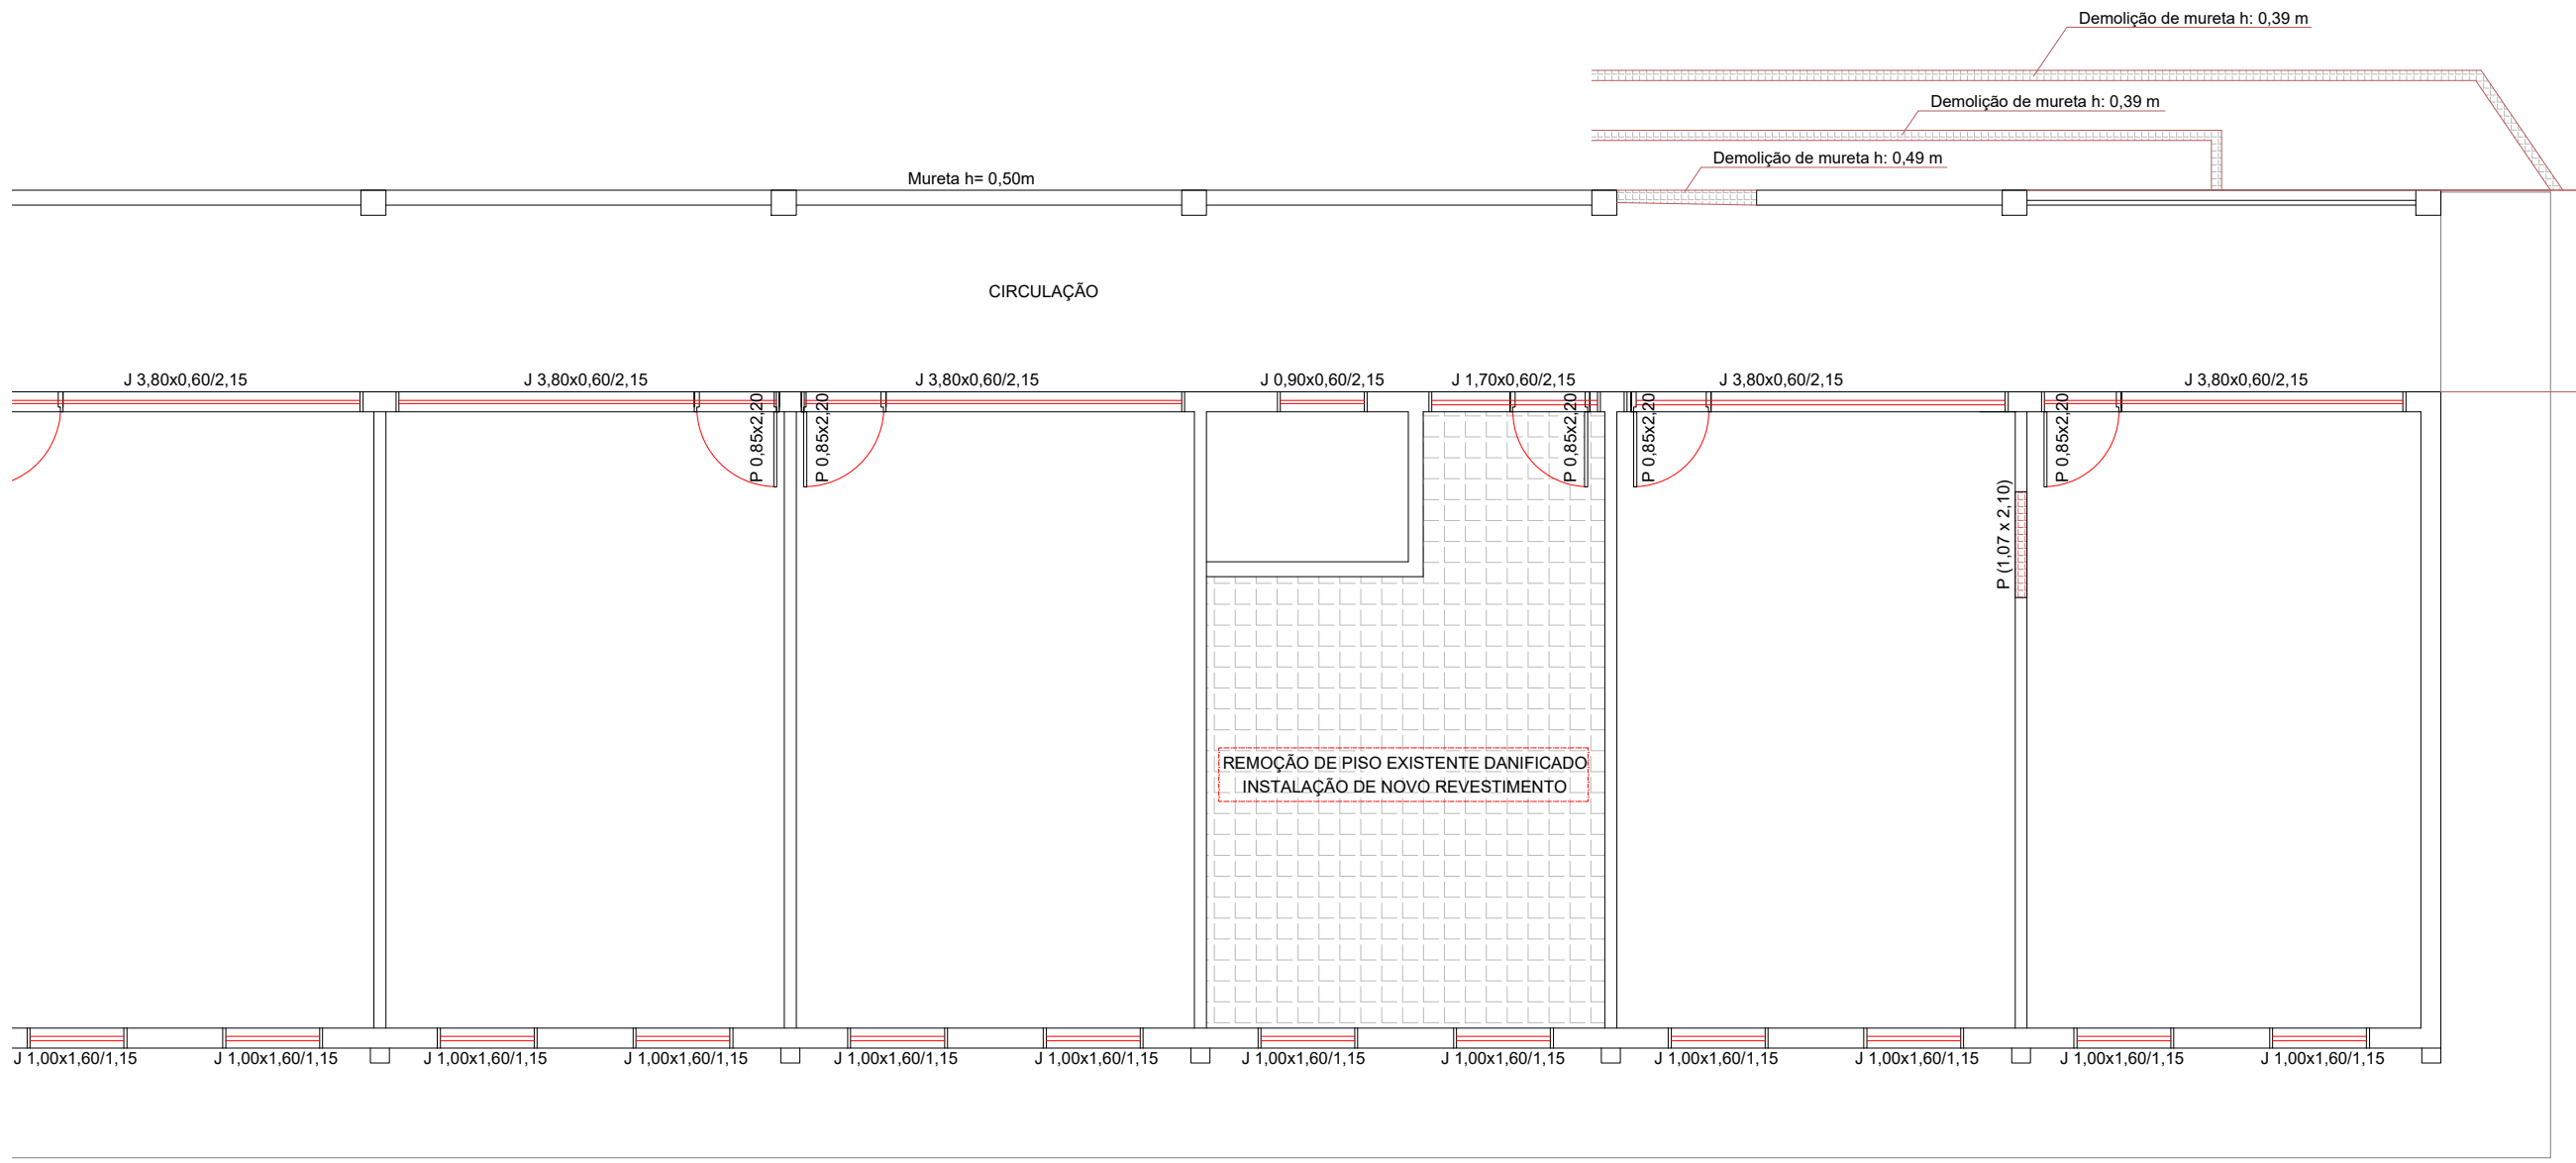 Demolição de mureta h: 0,39 m
Demolição de mureta h: 0,39 m
Demolição de mureta h: 0,49 m
Mureta h= 0,50m
CIRCULAÇÃO
J 3,80x0,60/2,15
J 3,80x0,60/2,15
J 3,80x0,60/2,15
J 0,90x0,60/2,15
J 1,70x0,60/2,15
J 3,80x0,60/2,15
J 3,80x0,60/2,15
P 0,85x2,20
P 0,85x2,20
P 0,85x2,20
P 0,85x2,20
P 0,85x2,20
P (1,07 x 2,10)
REMOÇÃO DE PISO EXISTENTE DANIFICADO
INSTALAÇÃO DE NOVO REVESTIMENTO
J 1,00x1,60/1,15
J 1,00x1,60/1,15
J 1,00x1,60/1,15
J 1,00x1,60/1,15
J 1,00x1,60/1,15
J 1,00x1,60/1,15
J 1,00x1,60/1,15
J 1,00x1,60/1,15
J 1,00x1,60/1,15
J 1,00x1,60/1,15
J 1,00x1,60/1,15
J 1,00x1,60/1,15